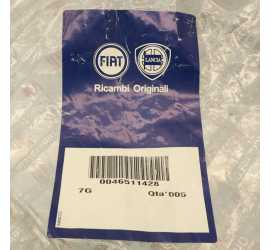 FIAT LANCIA
Ricambi Originali
0046511428
7G Qta'005